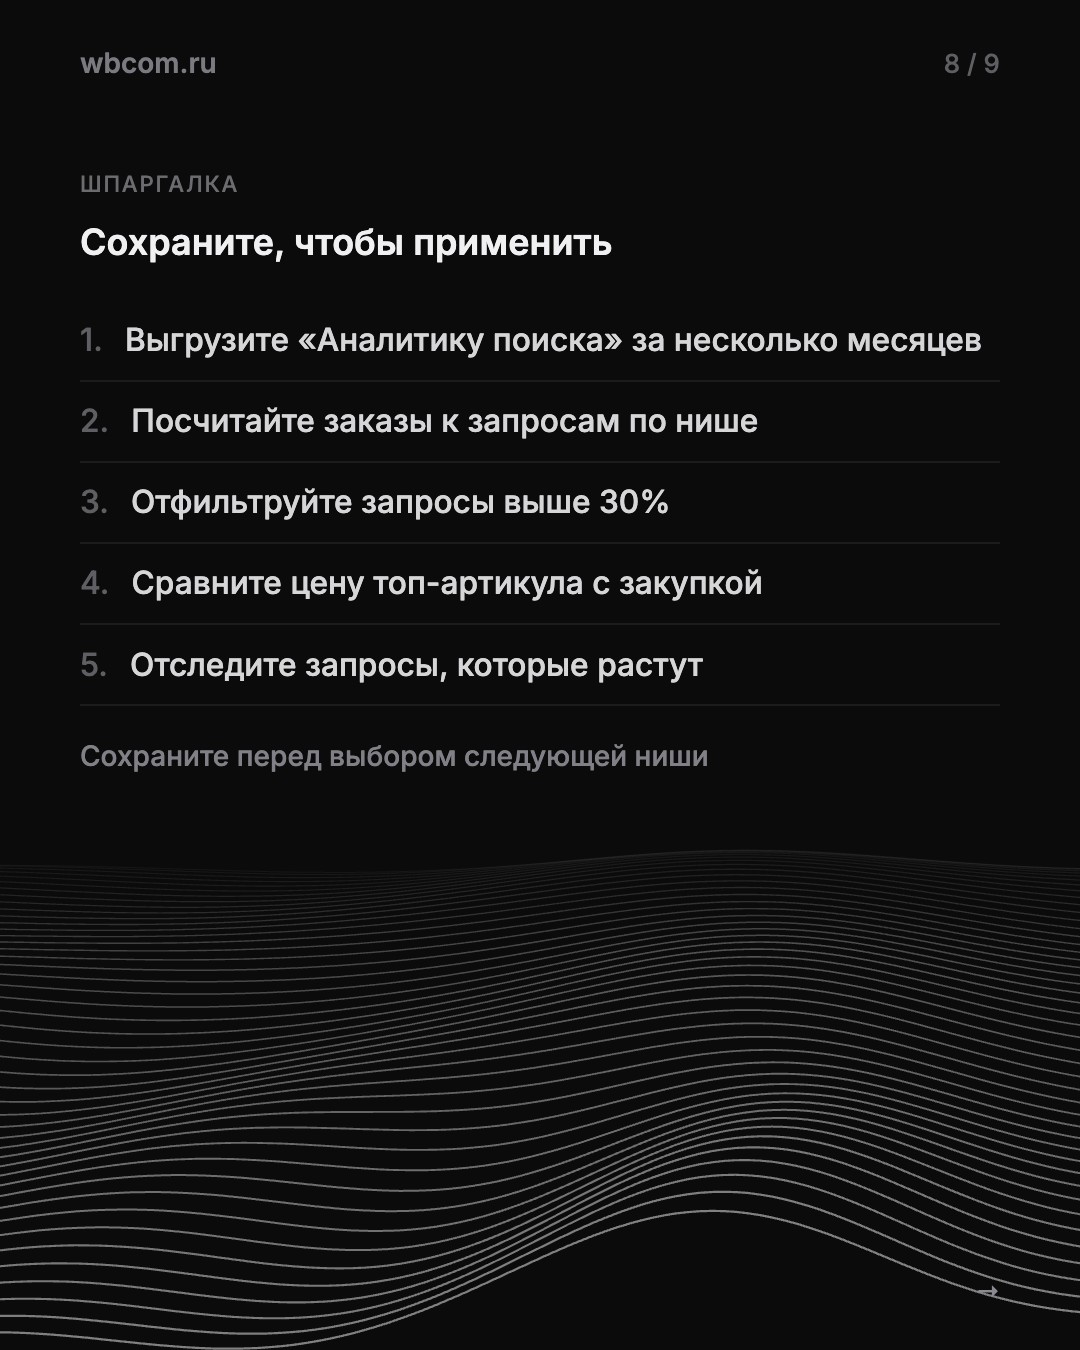 wbcom.ru
8 / 9
ШПАРГАЛКА
Сохраните, чтобы применить
1. Выгрузите «Аналитику поиска» за несколько месяцев
2. Посчитайте заказы к запросам по нише
3. Отфильтруйте запросы выше 30%
4. Сравните цену топ-артикула с закупкой
5. Отследите запросы, которые растут
Сохраните перед выбором следующей ниши
→